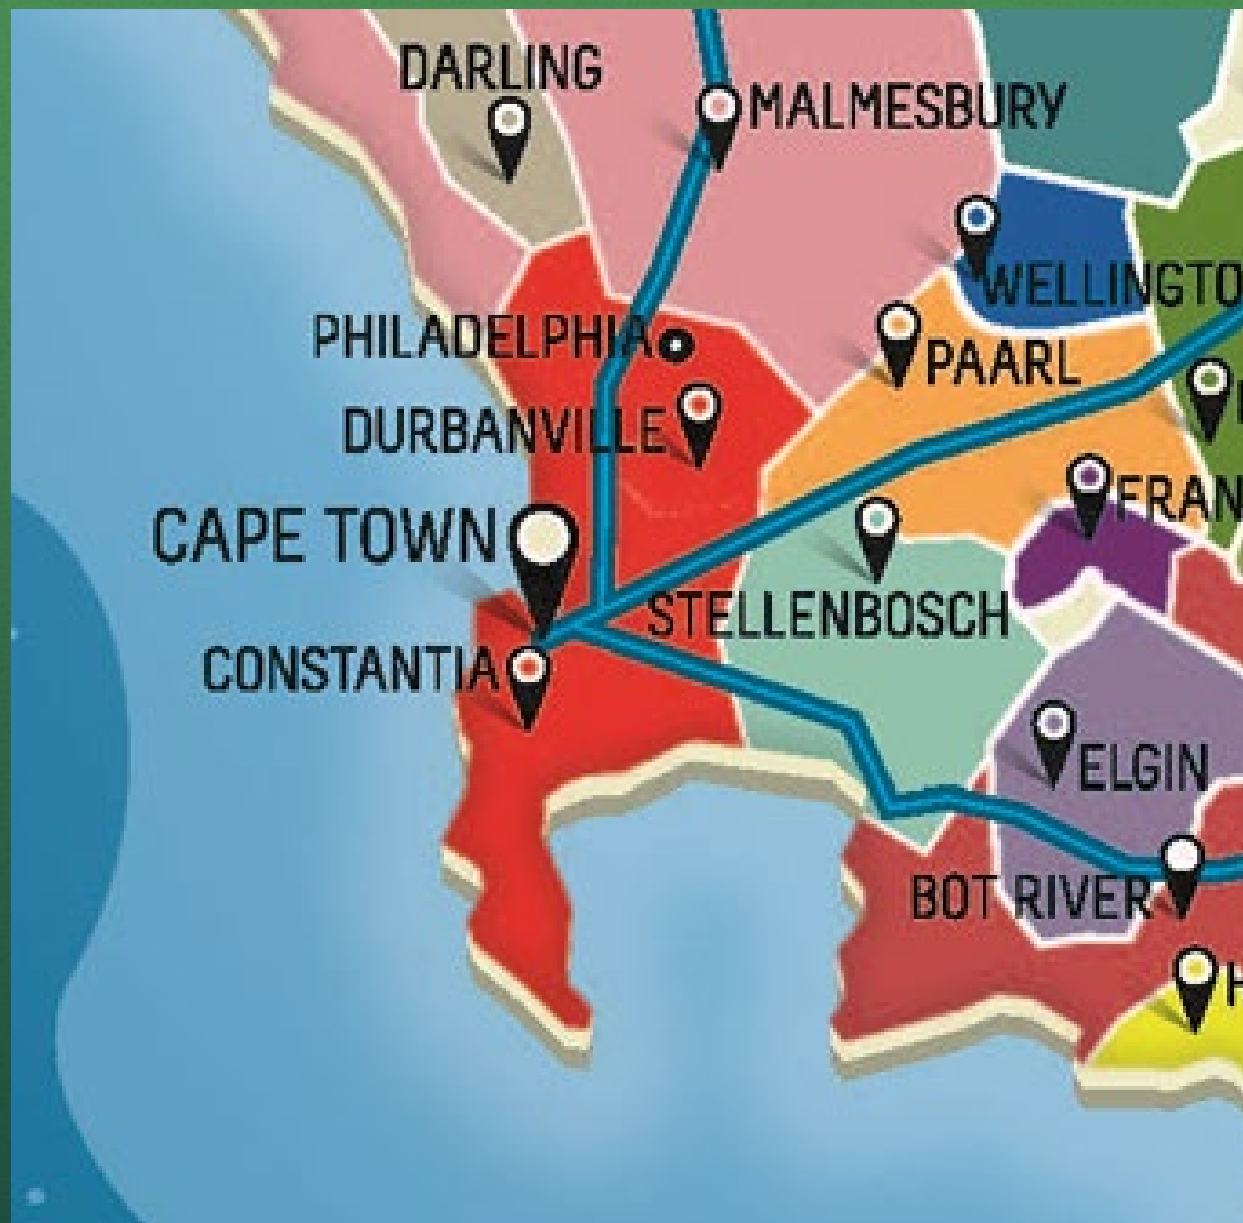 DARLING
MALMESBURY
WELLINGTO
PHILADELPHIA
PAARL
DURBANVILLE
FRAN
CAPE TOWN
STELLENBOSCH
CONSTANTIA
ELGIN
BOT RIVER
H